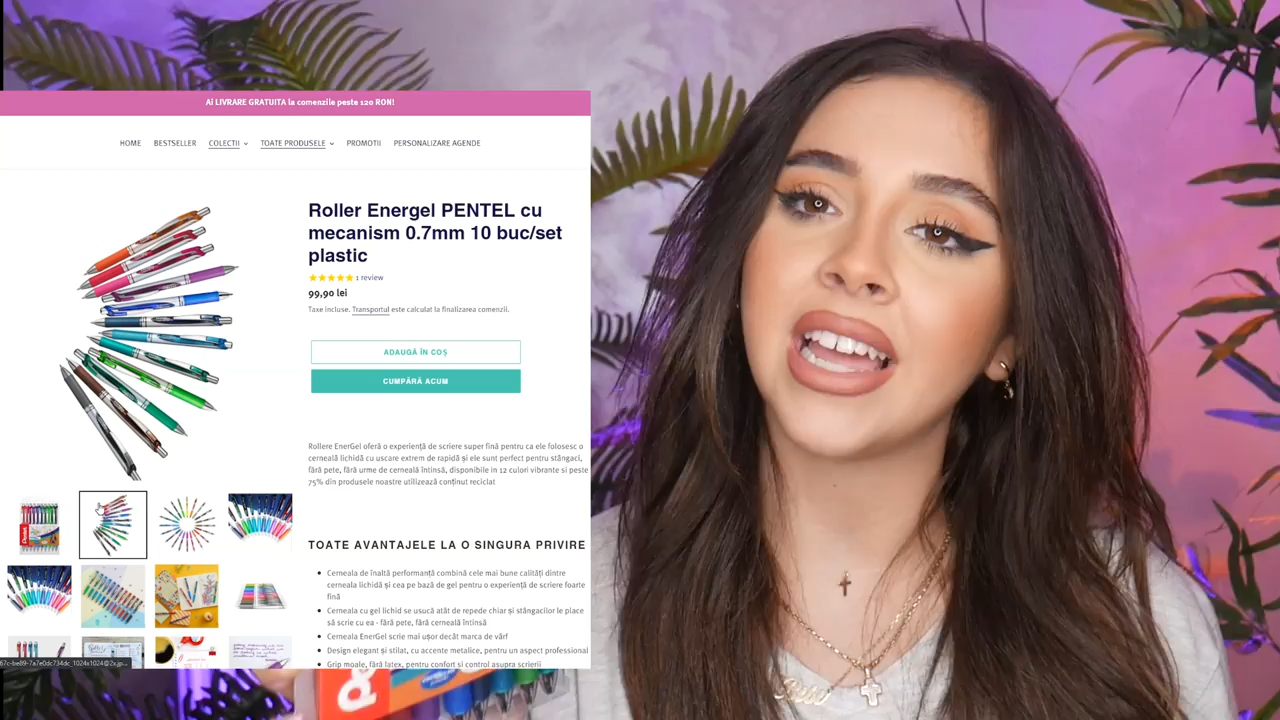 Ai LIVRARE GRATUITA la comenzile peste 120 RON!
HOME BESTSELLER COLECTII TOATE PRODUSELE PROMOTII PERSONALIZARE AGENDE
Roller Energel PENTEL cu
mecanism 0.7mm 10 buc/set
plastic
1 review
99,90 lei
Taxe incluse. Transportul este calculat la finalizarea comenzii.
ADAUGĂ ÎN COȘ
CUMPĂRĂ ACUM
Rollere EnerGel oferă o experiență de scriere super fină pentru ca ele folosesc o
cerneală lichidă cu uscare extrem de rapidă și ele sunt perfect pentru stângaci,
fără pete, fără urme de cerneală întinsă, disponibile in 12 culori vibrante si peste
75% din produsele noastre utilizează conținut reciclat
TOATE AVANTAJELE LA O SINGURA PRIVIRE
Cerneala de înaltă performanță combină cele mai bune calități dintre
cerneala lichidă și cea pe bază de gel pentru o experiență de scriere foarte
fină
Cerneala cu gel lichid se usucă atât de repede chiar și stângacilor le place
să scrie cu ea - fără pete, fără cerneală întinsă
Cerneala EnerGel scrie mai ușor decât marca de vârf
Design elegant și stilat, cu accente metalice, pentru un aspect profesional
Grip moale, fără latex, pentru confort si control asupra scrierii